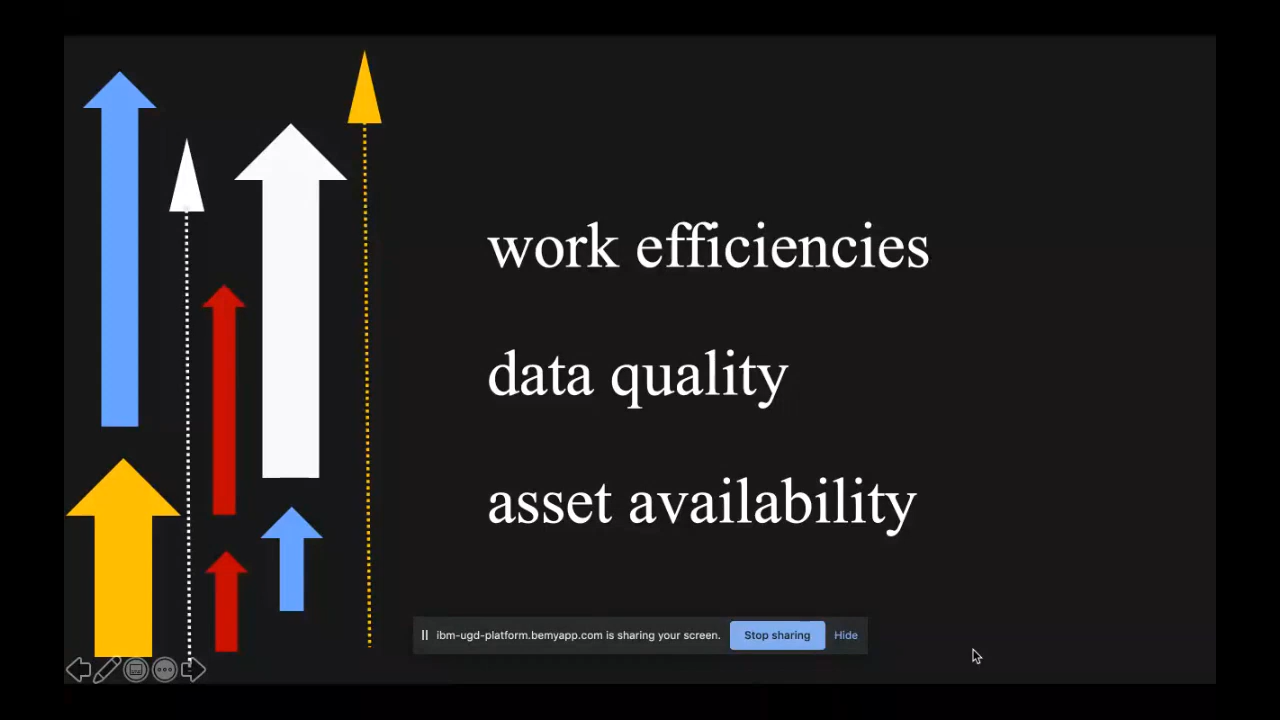 work efficiencies
data quality
asset availability
ibm-ugd-platform.bemyapp.com is sharing your screen. Stop sharing Hide